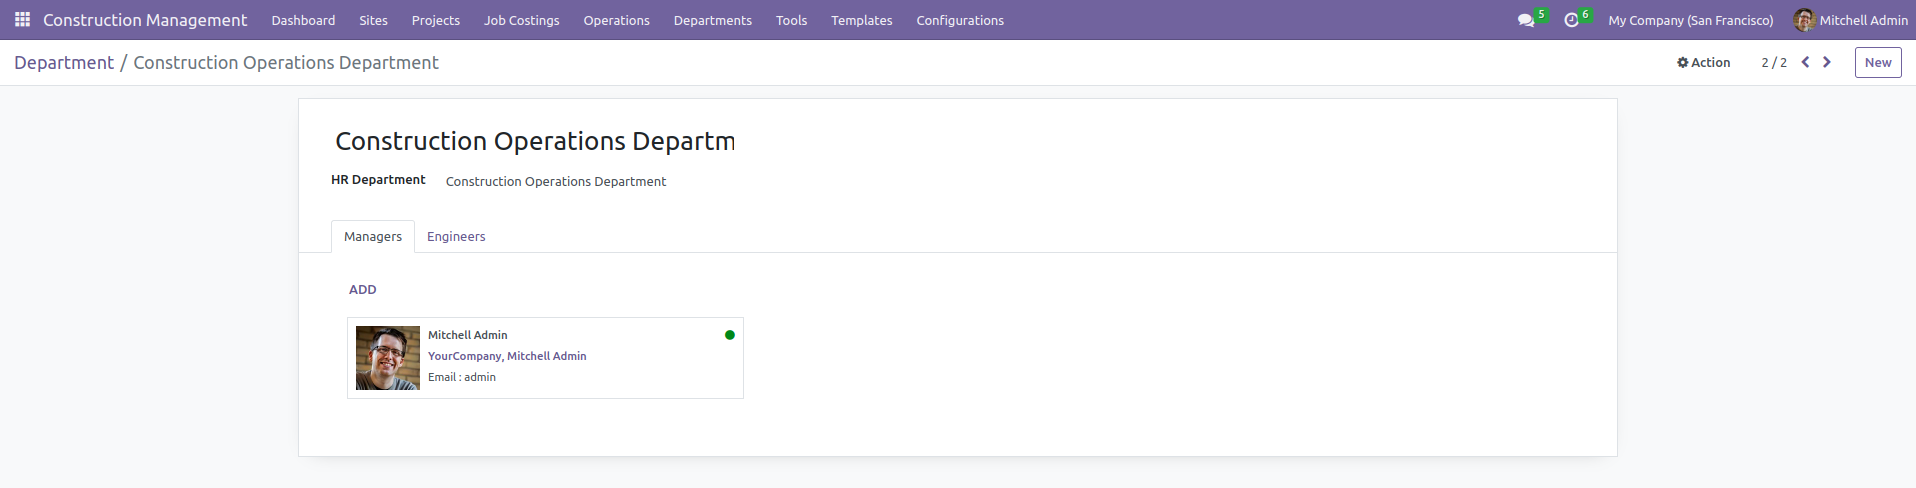 Construction Management Dashboard Sites Projects Job Costings Operations Departments Tools Templates Configurations 5 6 My Company (San Francisco) Mitchell Admin
Department / Construction Operations Department Action 2 / 2 New
Construction Operations Departm
HR Department Construction Operations Department
Managers Engineers
ADD
Mitchell Admin
YourCompany, Mitchell Admin
Email : admin